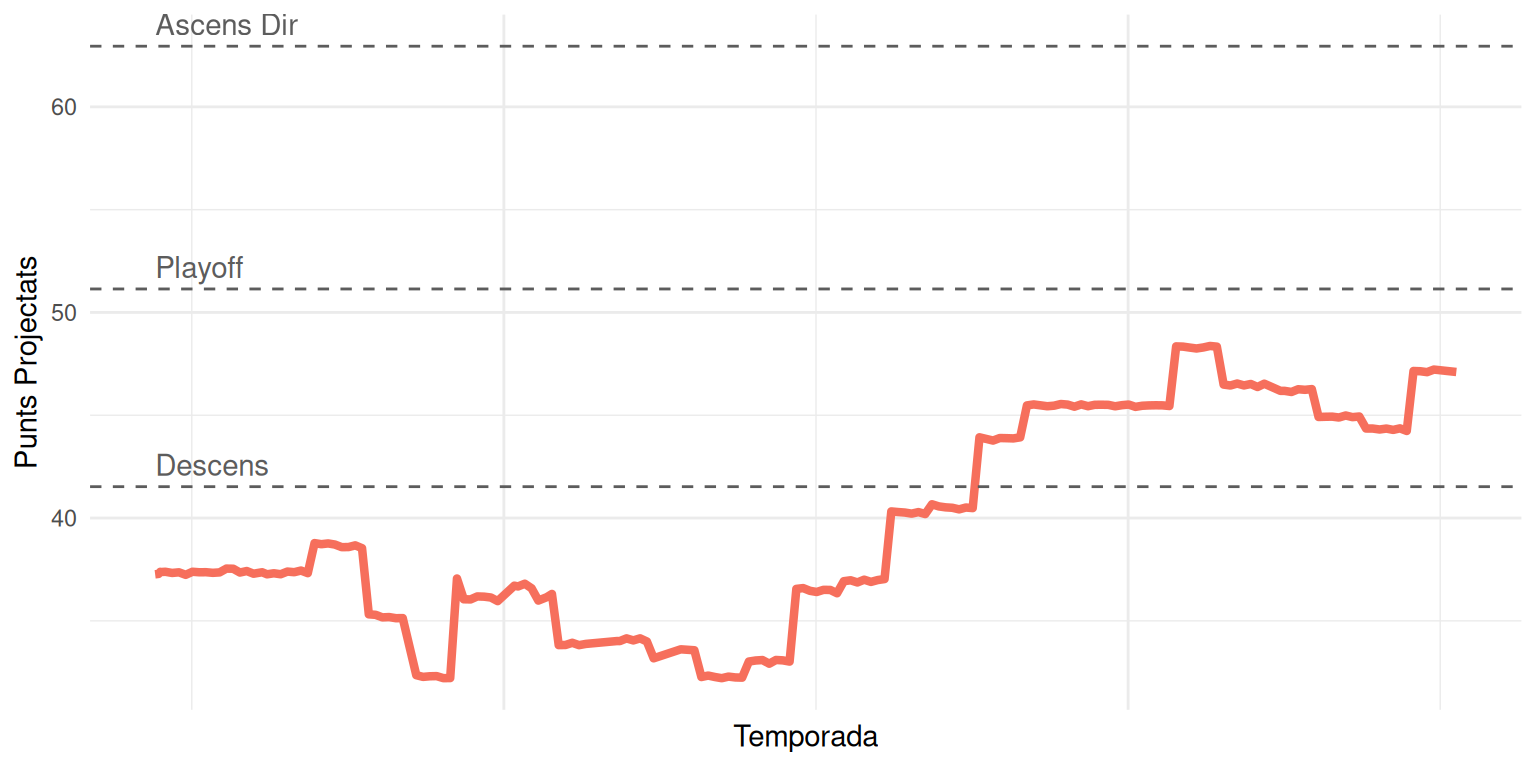 Ascens Dir
60
Playoff
50
Punts Projectats
Descens
40
Temporada